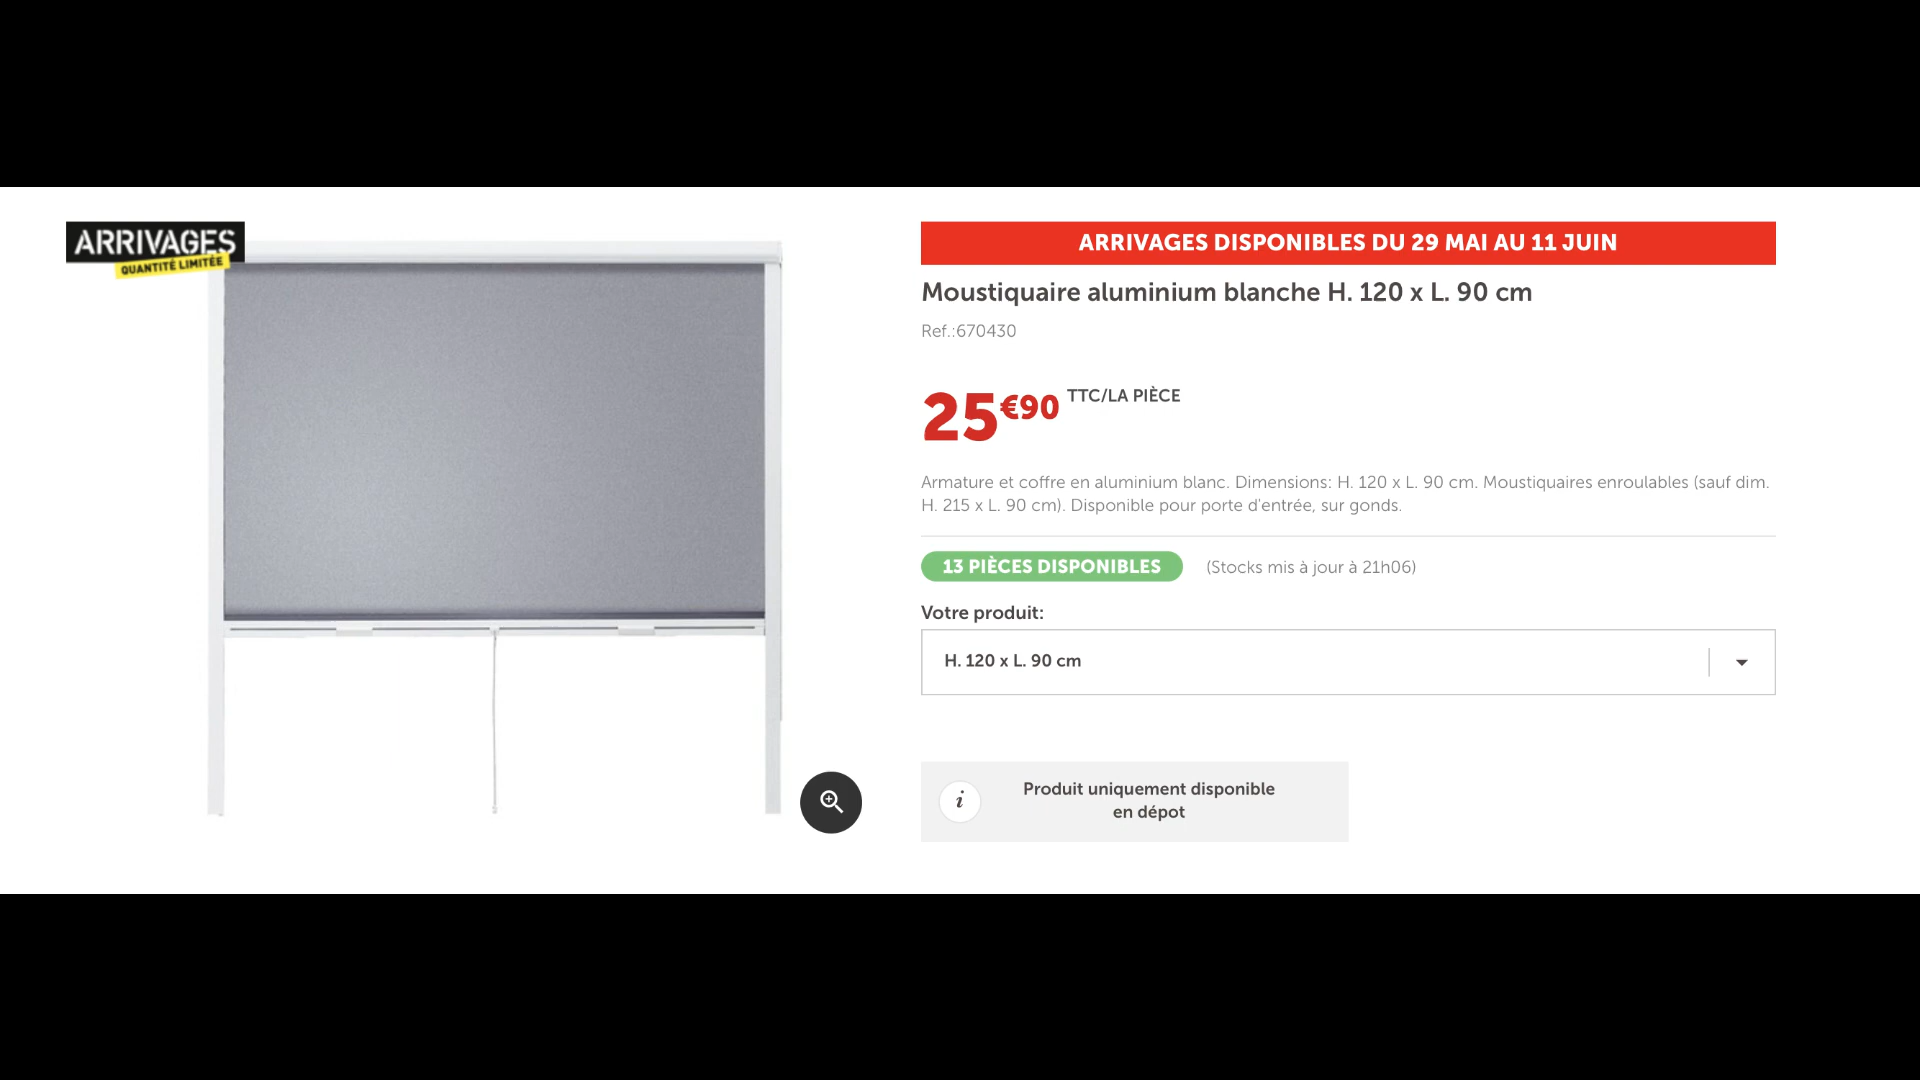 ARRIVAGES
QUANTITÉ LIMITÉE
ARRIVAGES DISPONIBLES DU 29 MAI AU 11 JUIN
Moustiquaire aluminium blanche H. 120 x L. 90 cm
Ref.:670430
25€90 TTC/LA PIÈCE
Armature et coffre en aluminium blanc. Dimensions: H. 120 x L. 90 cm. Moustiquaires enroulables (sauf dim.
H. 215 x L. 90 cm). Disponible pour porte d'entrée, sur gonds.
13 PIÈCES DISPONIBLES (Stocks mis à jour à 21h06)
Votre produit:
H. 120 x L. 90 cm
i
Produit uniquement disponible
en dépot